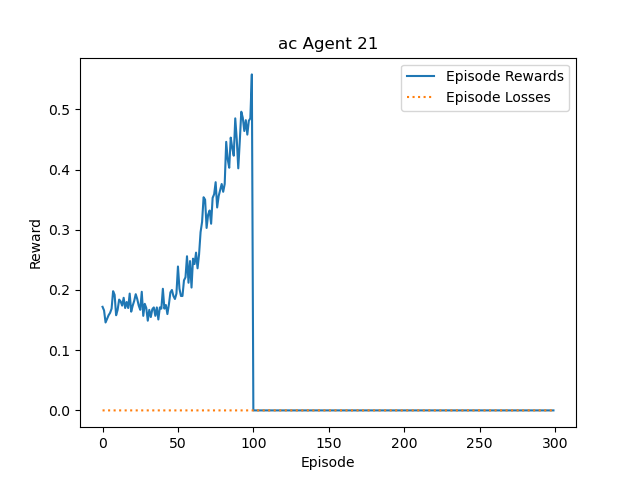 ac Agent 21
Episode Rewards
Episode Losses
Reward
0.5
0.4
0.3
0.2
0.1
0.0
0 50 100 150 200 250 300
Episode